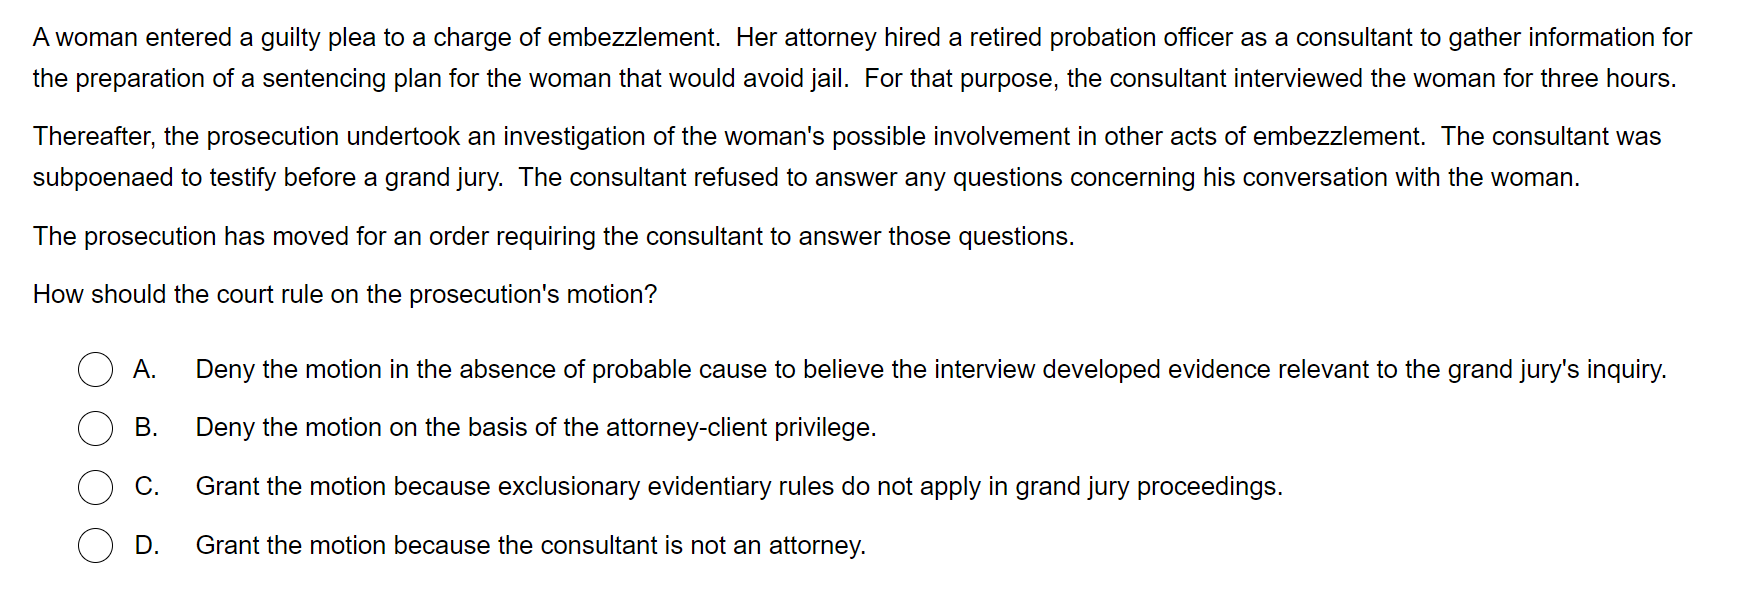 A woman entered a guilty plea to a charge of embezzlement.  Her attorney hired a retired probation officer as a consultant to gather information for
the preparation of a sentencing plan for the woman that would avoid jail.  For that purpose, the consultant interviewed the woman for three hours.
Thereafter, the prosecution undertook an investigation of the woman's possible involvement in other acts of embezzlement.  The consultant was
subpoenaed to testify before a grand jury.  The consultant refused to answer any questions concerning his conversation with the woman.
The prosecution has moved for an order requiring the consultant to answer those questions.
How should the court rule on the prosecution's motion?
A. Deny the motion in the absence of probable cause to believe the interview developed evidence relevant to the grand jury's inquiry.
B. Deny the motion on the basis of the attorney-client privilege.
C. Grant the motion because exclusionary evidentiary rules do not apply in grand jury proceedings.
D. Grant the motion because the consultant is not an attorney.